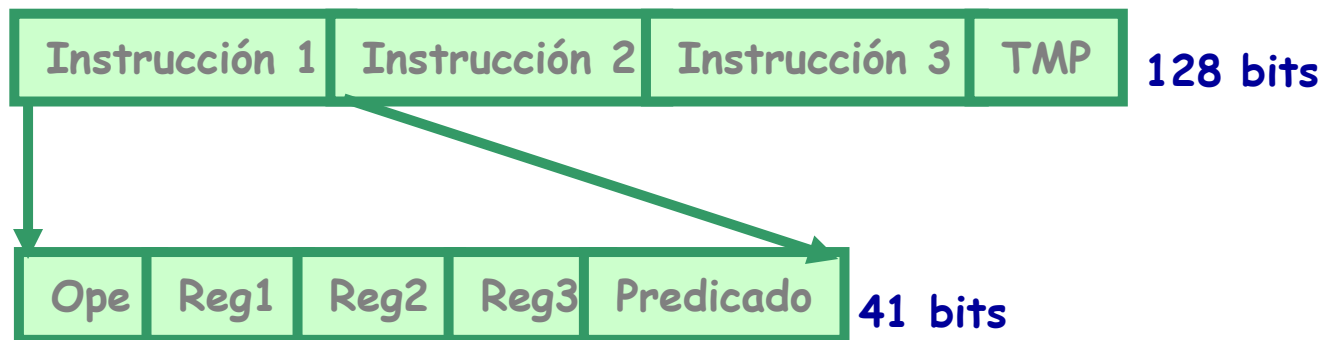 Instrucción 1 Instrucción 2 Instrucción 3 TMP 128 bits
Ope Reg1 Reg2 Reg3 Predicado 41 bits